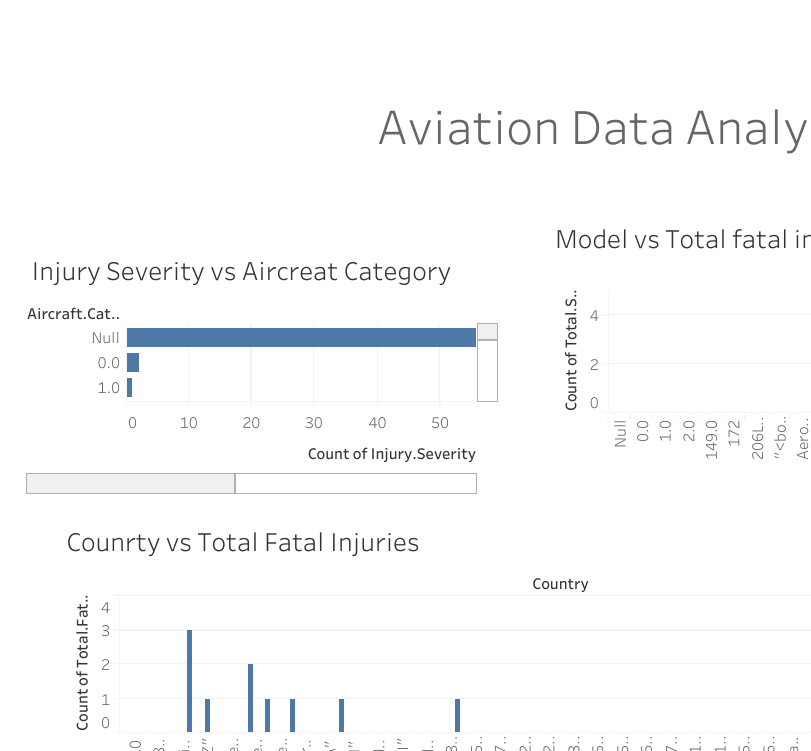 Aviation Data Analy
Model vs Total fatal in
Injury Severity vs Aircreat Category
Aircraft.Cat..
Null
0.0
1.0
0 10 20 30 40 50
Count of Injury.Severity
Count of Total.S..
4
2
0
Null 0.0 1.0 2.0 149.0 172 206L.. "<bo.. Aero..
Counrty vs Total Fatal Injuries
Country
Count of Total.Fat..
4
3
2
1
0